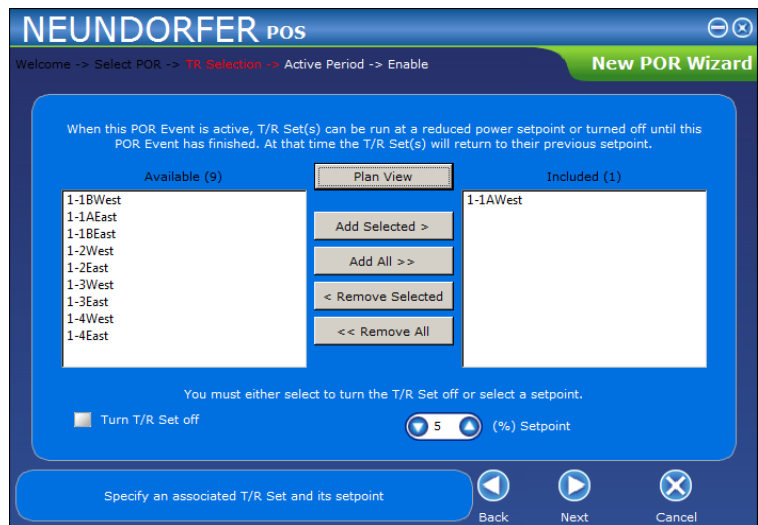 NEUNDORFER POS
Welcome -> Select POR -> TR Selection -> Active Period -> Enable
New POR Wizard
When this POR Event is active, T/R Set(s) can be run at a reduced power setpoint or turned off until this
POR Event has finished. At that time the T/R Set(s) will return to their previous setpoint.
Available (9)
Plan View
Included (1)
1-1BWest
1-1AEast
1-1BEast
1-2West
1-2East
1-3West
1-3East
1-4West
1-4East
Add Selected >
Add All >>
< Remove Selected
<< Remove All
1-1AWest
You must either select to turn the T/R Set off or select a setpoint.
Turn T/R Set off
5
(%) Setpoint
Specify an associated T/R Set and its setpoint
Back
Next
Cancel